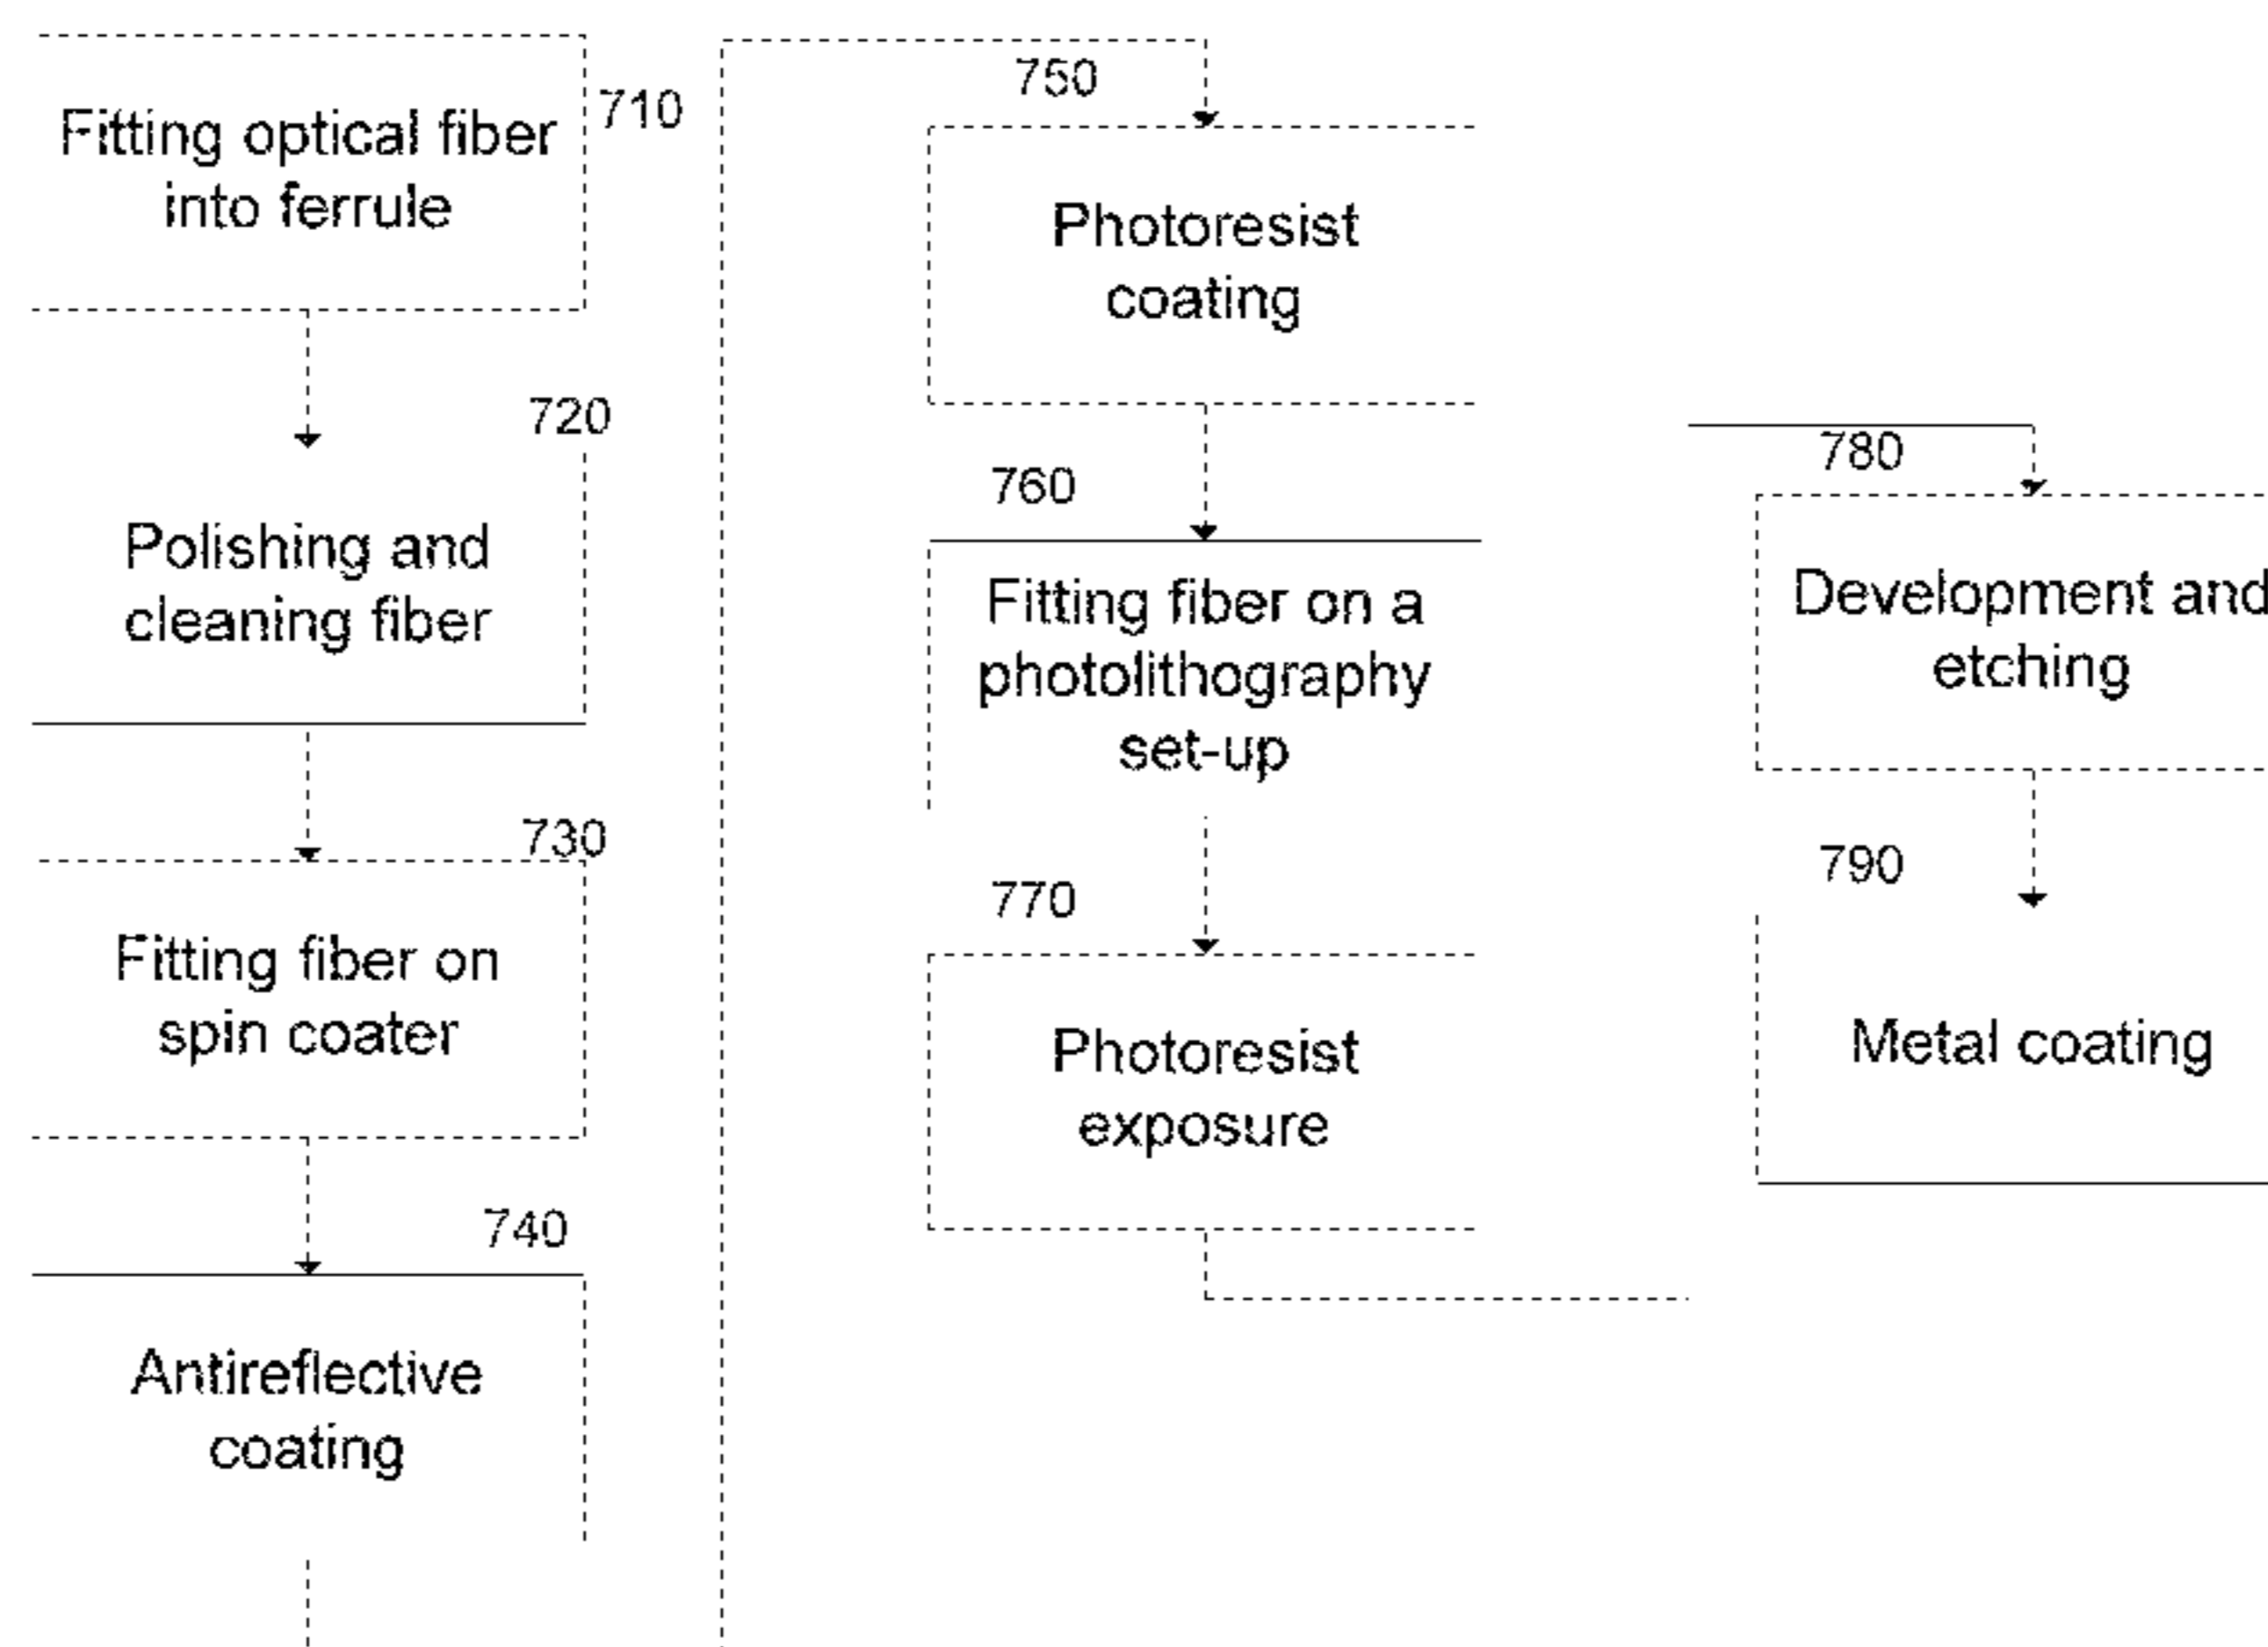 710
Fitting optical fiber
into ferrule
720
Polishing and
cleaning fiber
730
Fitting fiber on
spin coater
740
Antireflective
coating
750
Photoresist
coating
760
Fitting fiber on a
photolithography
set-up
770
Photoresist
exposure
780
Development and
etching
790
Metal coating